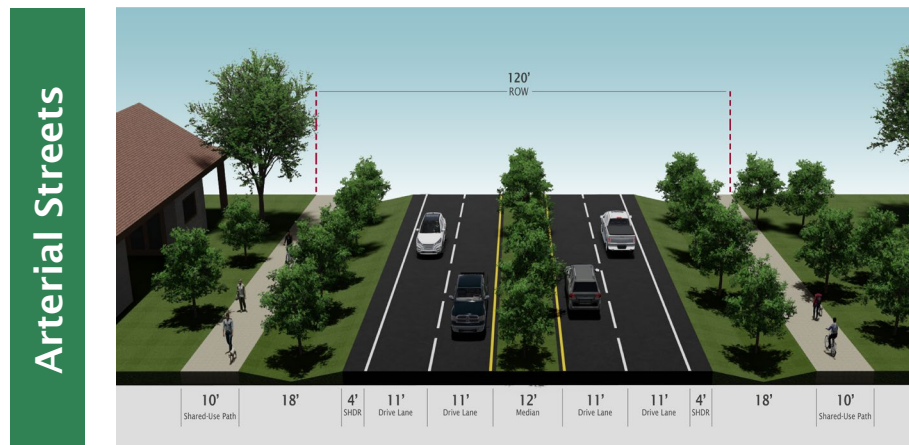 Arterial Streets
120'
ROW
10' 18' 4' 11' 11' 12' 11' 11' 4' 18' 10'
Shared-Use Path SHDR Drive Lane Drive Lane Median Drive Lane Drive Lane SHDR Shared-Use Path